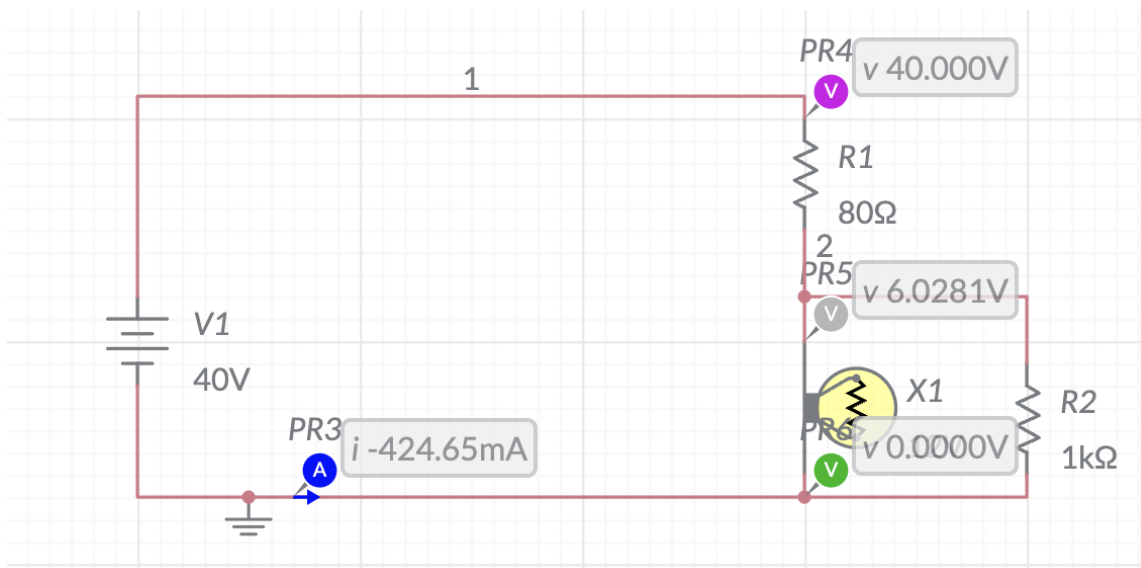 PR4
v 40.000V
V
1
R1
80Ω
2
PR5
v 6.0281V
V
V1
40V
X1
R2
1kΩ
PR3
i -424.65mA
A
PR6
v 0.0000V
V